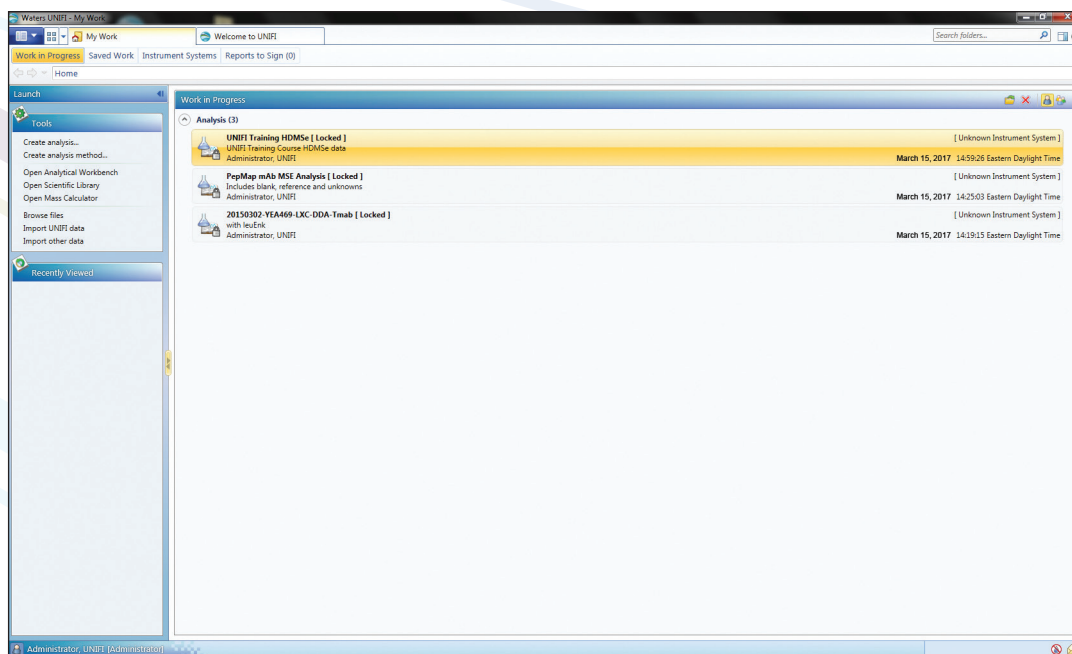 Waters UNIFI - My Work
My Work
Welcome to UNIFI
Search folders...
Work in Progress
Saved Work
Instrument Systems
Reports to Sign (0)
Home
Launch
Tools
Create analysis...
Create analysis method...
Open Analytical Workbench
Open Scientific Library
Open Mass Calculator
Browse files
Import UNIFI data
Import other data
Recently Viewed
Work in Progress
Analysis (3)
UNIFI Training HDMSe [ Locked ]
[ Unknown Instrument System ]
UNIFI Training Course HDMSe data
Administrator, UNIFI
March 15, 2017 14:59:26 Eastern Daylight Time
PepMap mAb MSE Analysis [ Locked ]
[ Unknown Instrument System ]
Includes blank, reference and unknowns
Administrator, UNIFI
March 15, 2017 14:25:03 Eastern Daylight Time
20150302-YEA469-LXC-DDA-Tmab [ Locked ]
[ Unknown Instrument System ]
with leuEnk
Administrator, UNIFI
March 15, 2017 14:19:15 Eastern Daylight Time
Administrator, UNIFI [Administrator]